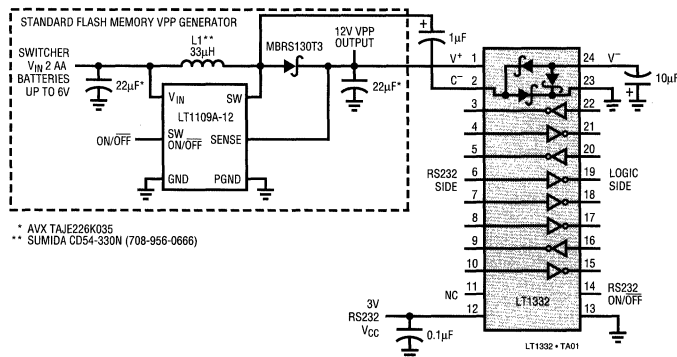 STANDARD FLASH MEMORY VPP GENERATOR
SWITCHER
VIN 2 AA
BATTERIES
UP TO 6V
22µF*
L1**
33µH
MBRS130T3
12V VPP
OUTPUT
22µF*
VIN
SW
LT1109A-12
ON/OFF
SW
ON/OFF
SENSE
GND
PGND
* AVX TAJE226K035
** SUMIDA CD54-330N (708-956-0666)
+
1µF
V+
1
24
V–
C–
2
23
+
10µF
3
22
4
21
5
20
RS232
SIDE
6
19
LOGIC
SIDE
7
18
8
17
9
16
10
15
NC
11
14
RS232
ON/OFF
LT1332
3V
RS232
VCC
12
13
0.1µF
LT1332 • TA01